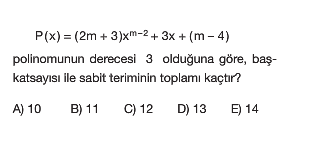 P(x) = (2m + 3)xᵐ⁻² + 3x + (m – 4)
polinomunun derecesi 3 olduğuna göre, baş-
katsayısı ile sabit teriminin toplamı kaçtır?
A) 10 B) 11 C) 12 D) 13 E) 14